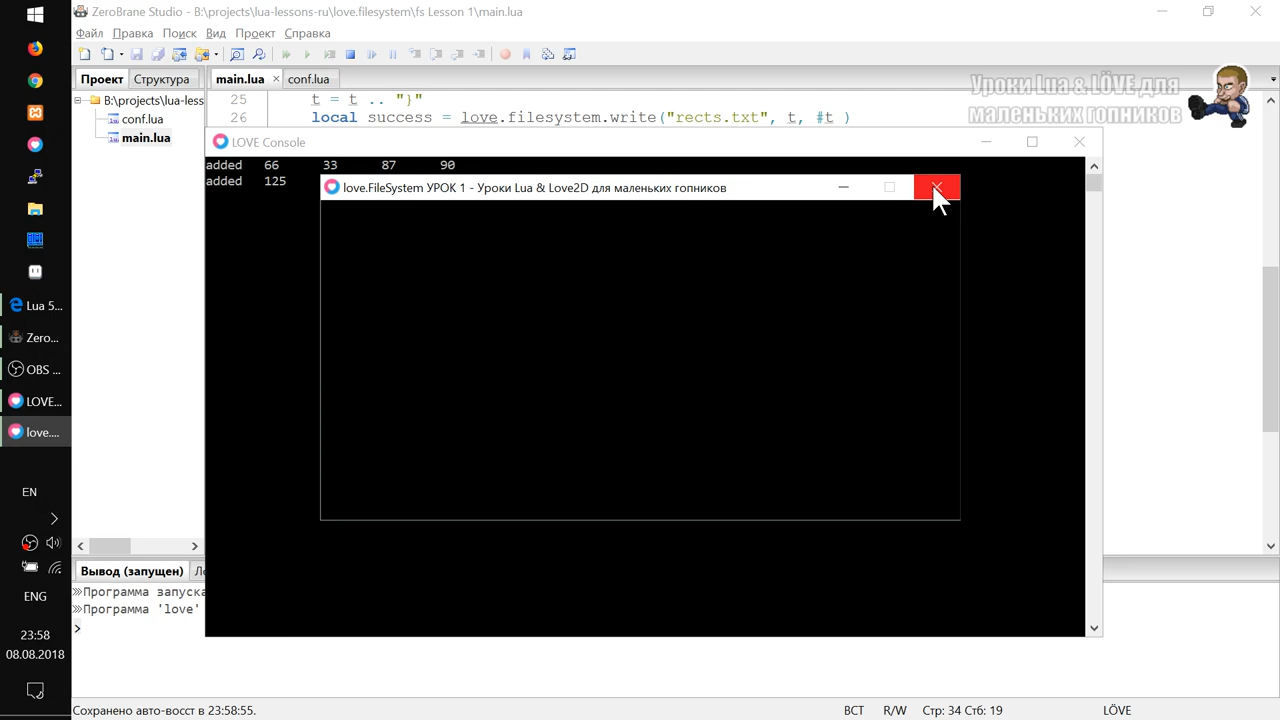 ZeroBrane Studio - B:\projects\lua-lessons-ru\love.filesystem\fs Lesson 1\main.lua
Файл Правка Поиск Вид Проект Справка
Проект Структура main.lua conf.lua
Уроки Lua & LÖVE для
маленьких гопников
B:\projects\lua-less
conf.lua
main.lua
25 t = t .. "}"
26 local success = love.filesystem.write("rects.txt", t, #t )
LOVE Console
added 66 33 87 90
added 125
love.FileSystem УРОК 1 - Уроки Lua & Love2D для маленьких гопников
Lua 5...
Zero...
OBS ...
LOVE...
love....
EN
ENG
23:58
08.08.2018
Вывод (запущен)
Программа запуска
Программа 'love'
>
Сохранено авто-восст в 23:58:55.
ВСТ R/W Стр: 34 Стб: 19 LÖVE